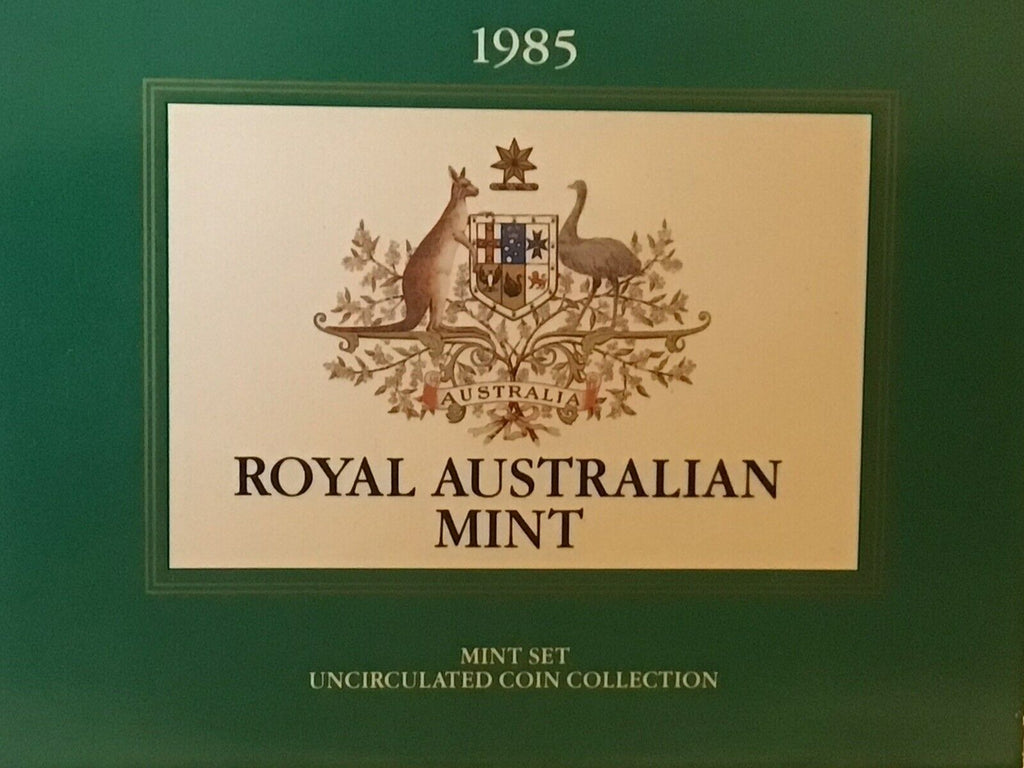 1985
AUSTRALIA
ROYAL AUSTRALIAN
MINT
MINT SET
UNCIRCULATED COIN COLLECTION